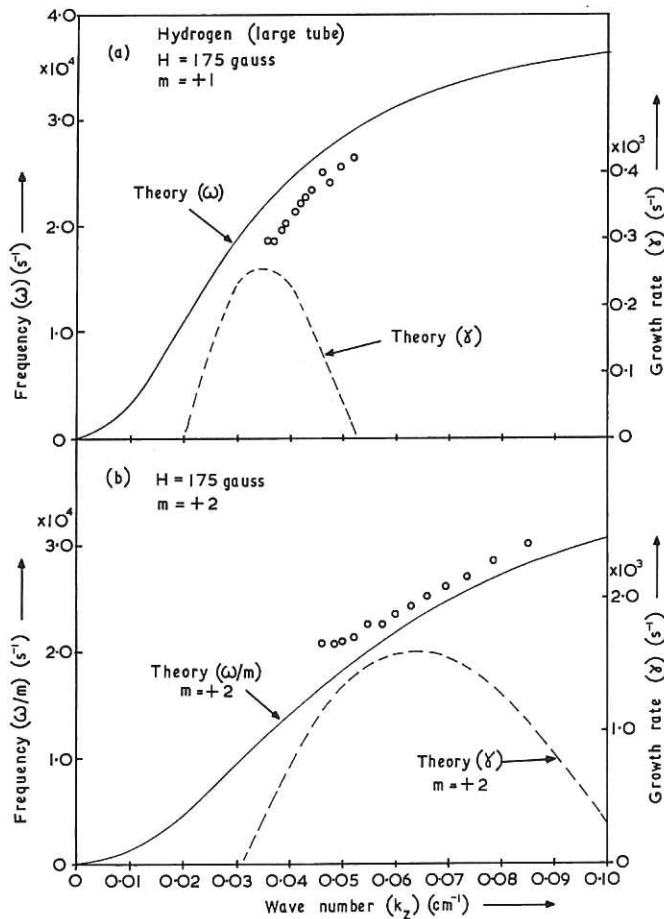 4·0
×10⁴
(a)
Hydrogen (large tube)
H = 175 gauss
m = +1
3·0
2·0
1·0
0
Frequency (ω) (s⁻¹)
Theory (ω)
Theory (γ)
×10³
0·4
0·3
0·2
0·1
0
Growth rate (γ) (s⁻¹)
(b)
H = 175 gauss
m = +2
×10⁴
3·0
2·0
1·0
0
Frequency (ω/m) (s⁻¹)
Theory (ω/m)
m = +2
Theory (γ)
m = +2
×10³
2·0
1·0
0
Growth rate (γ) (s⁻¹)
0 0·01 0·02 0·03 0·04 0·05 0·06 0·07 0·08 0·09 0·10
Wave number (k_z) (cm⁻¹)